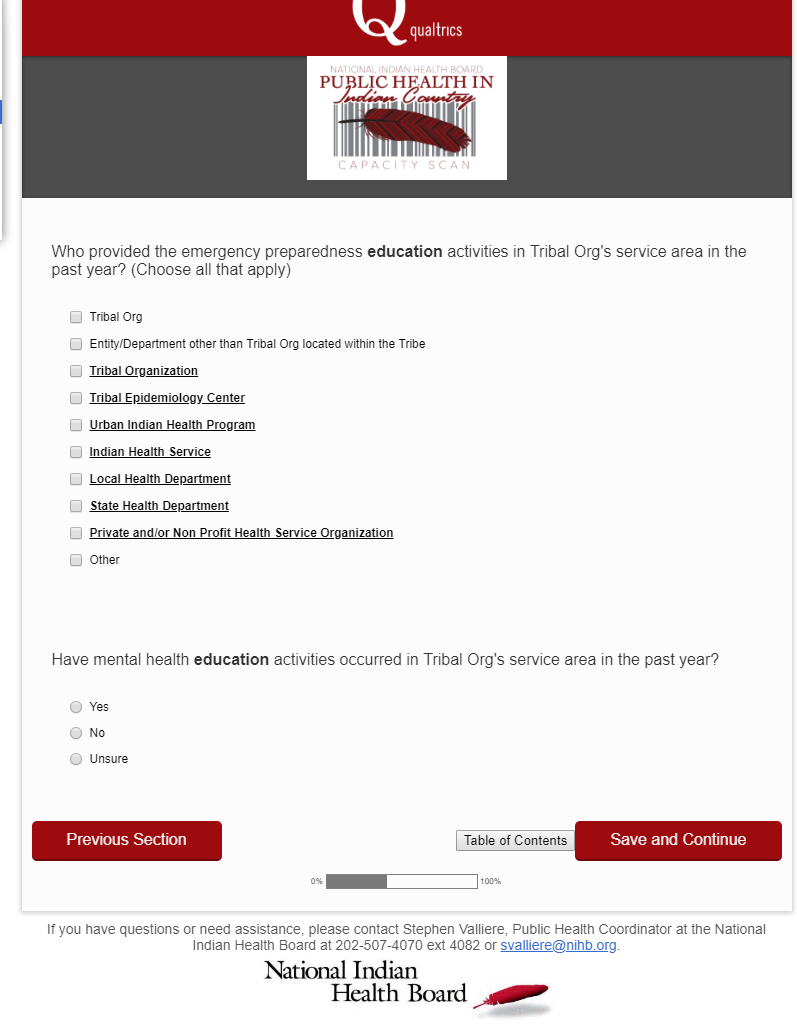 qualtrics
NATIONAL INDIAN HEALTH BOARD
PUBLIC HEALTH IN
Indian Country
CAPACITY SCAN
Who provided the emergency preparedness education activities in Tribal Org's service area in the
past year? (Choose all that apply)
Tribal Org
Entity/Department other than Tribal Org located within the Tribe
Tribal Organization
Tribal Epidemiology Center
Urban Indian Health Program
Indian Health Service
Local Health Department
State Health Department
Private and/or Non Profit Health Service Organization
Other
Have mental health education activities occurred in Tribal Org's service area in the past year?
Yes
No
Unsure
Previous Section
Table of Contents
Save and Continue
0%
100%
If you have questions or need assistance, please contact Stephen Valliere, Public Health Coordinator at the National
Indian Health Board at 202-507-4070 ext 4082 or svalliere@nihb.org.
National Indian
Health Board